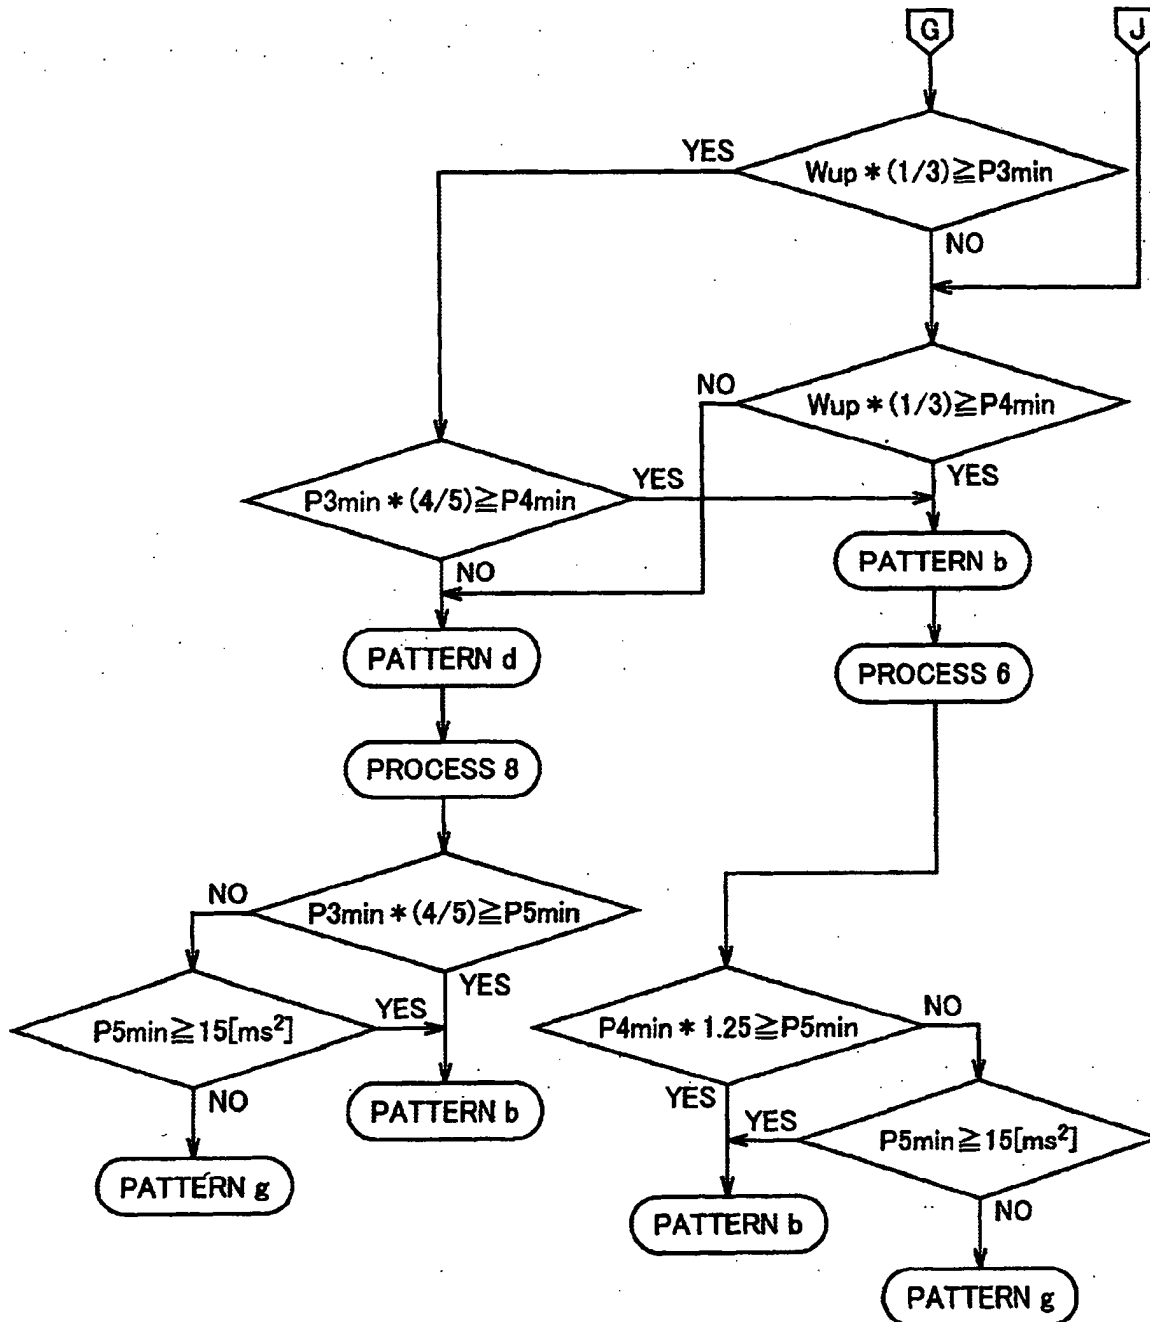 G
J
YES
Wup*(1/3)≧P3min
NO
NO
Wup*(1/3)≧P4min
YES
P3min*(4/5)≧P4min
YES
NO
PATTERN b
PATTERN d
PROCESS 6
PROCESS 8
NO
P3min*(4/5)≧P5min
YES
P5min≧15[ms²]
YES
NO
P4min*1.25≧P5min
NO
YES
PATTERN b
YES
P5min≧15[ms²]
PATTERN g
NO
PATTERN b
PATTERN g